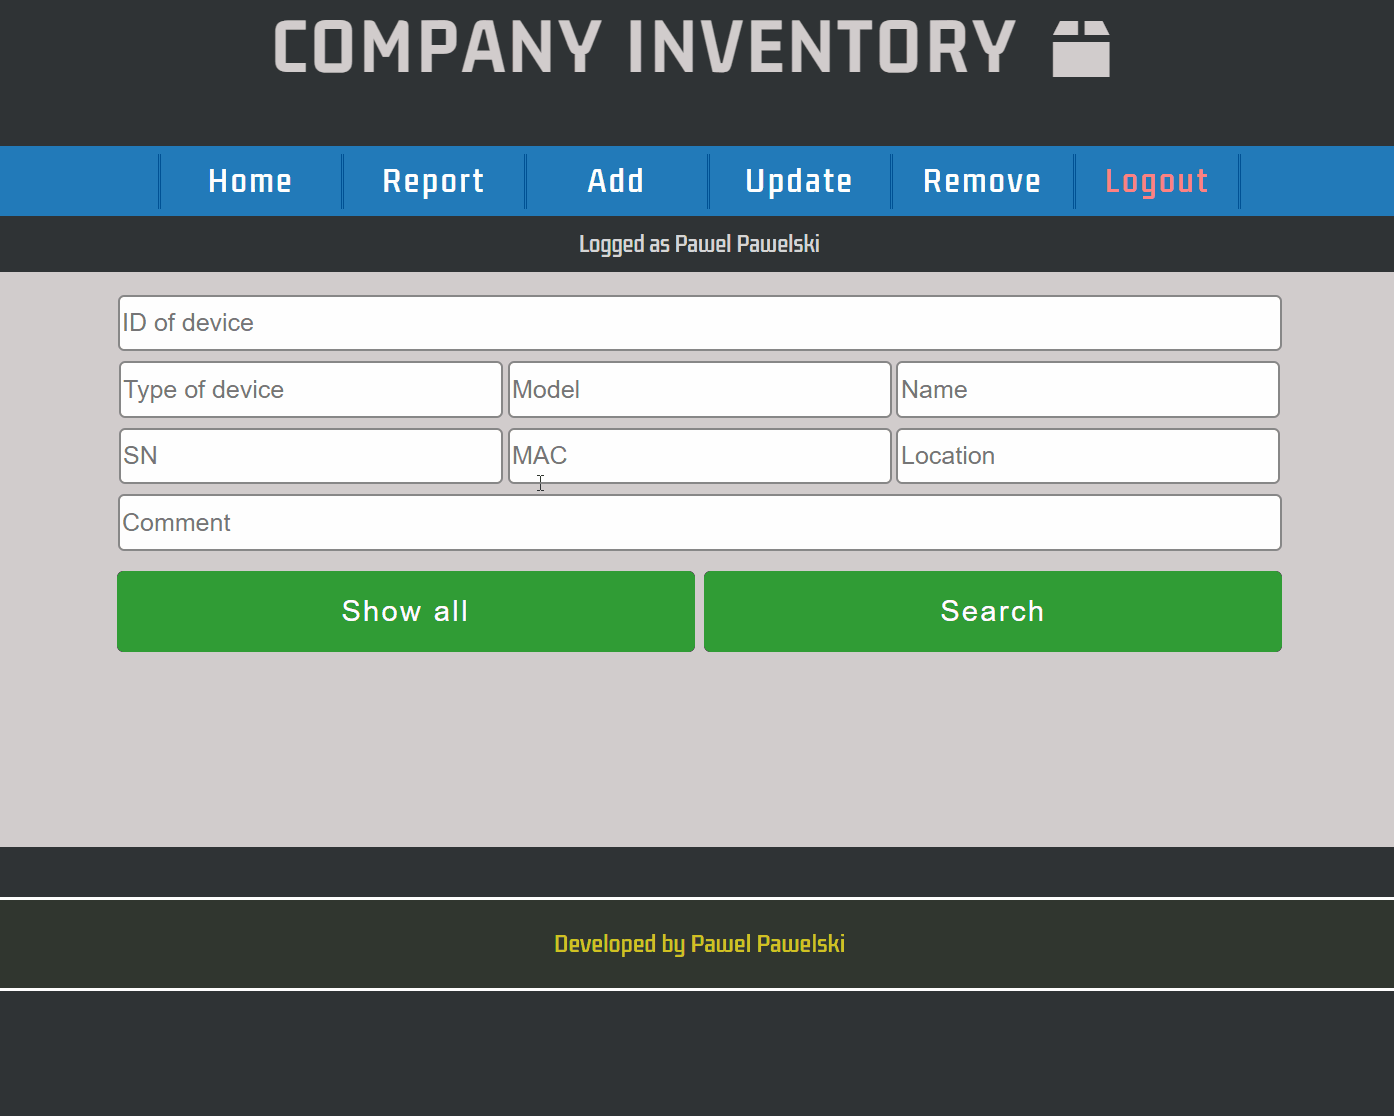 COMPANY INVENTORY
Home Report Add Update Remove Logout
Logged as Pawel Pawelski
ID of device
Type of device Model Name
SN MAC Location
Comment
Show all Search
Developed by Pawel Pawelski